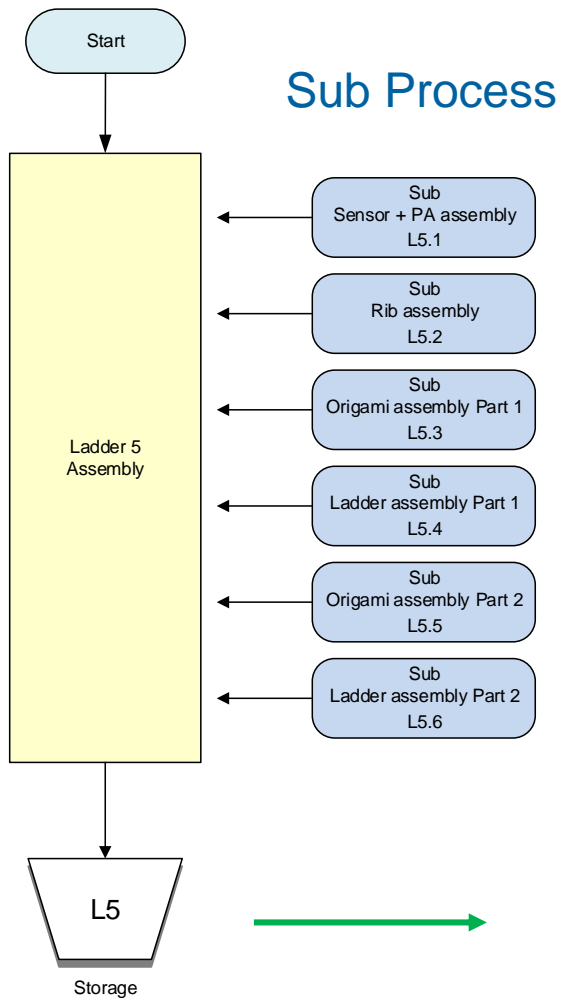 Start
Sub Process
Sub
Sensor + PA assembly
L5.1
Sub
Rib assembly
L5.2
Sub
Origami assembly Part 1
L5.3
Ladder 5
Assembly
Sub
Ladder assembly Part 1
L5.4
Sub
Origami assembly Part 2
L5.5
Sub
Ladder assembly Part 2
L5.6
L5
Storage